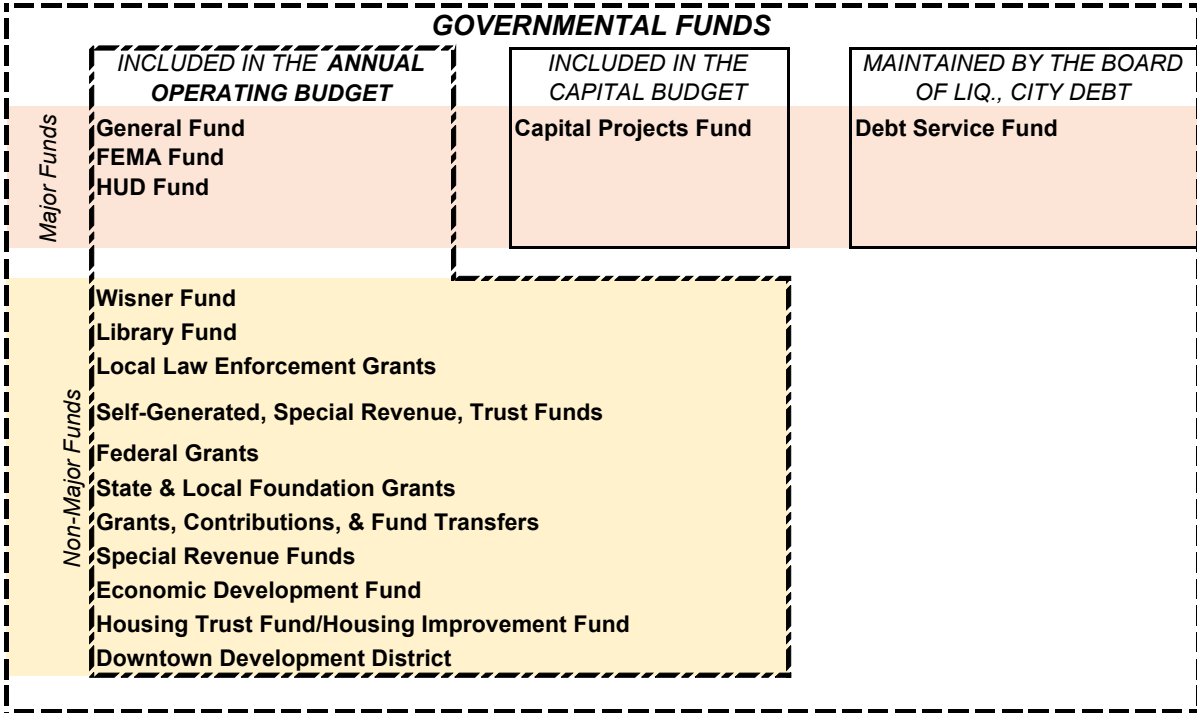 GOVERNMENTAL FUNDS
INCLUDED IN THE ANNUAL
OPERATING BUDGET
INCLUDED IN THE
CAPITAL BUDGET
MAINTAINED BY THE BOARD
OF LIQ., CITY DEBT
Major Funds
General Fund
FEMA Fund
HUD Fund
Capital Projects Fund
Debt Service Fund
Non-Major Funds
Wisner Fund
Library Fund
Local Law Enforcement Grants
Self-Generated, Special Revenue, Trust Funds
Federal Grants
State & Local Foundation Grants
Grants, Contributions, & Fund Transfers
Special Revenue Funds
Economic Development Fund
Housing Trust Fund/Housing Improvement Fund
Downtown Development District